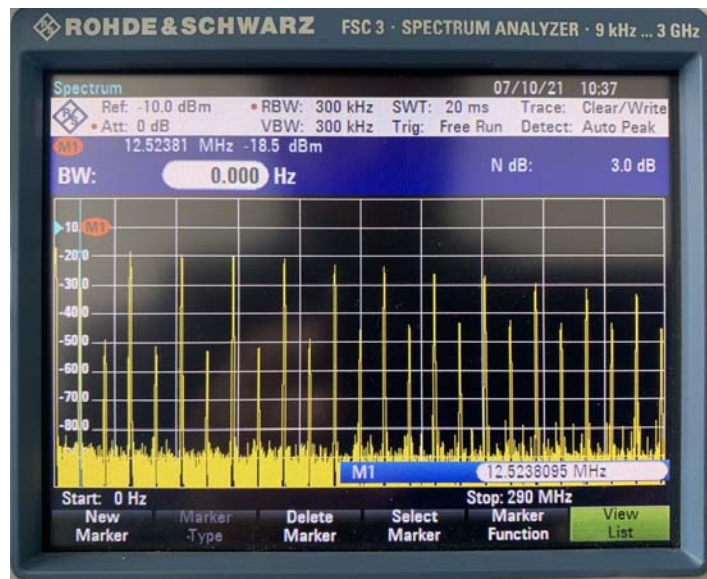 ROHDE & SCHWARZ FSC 3 · SPECTRUM ANALYZER · 9 kHz ... 3 GHz
Spectrum 07/10/21 10:37
Ref: -10.0 dBm • RBW: 300 kHz SWT: 20 ms Trace: Clear/Write
• Att: 0 dB VBW: 300 kHz Trig: Free Run Detect: Auto Peak
M1 12.52381 MHz -18.5 dBm
BW: 0.000 Hz N dB: 3.0 dB
-10. M1
-20.0
-30.0
-40.0
-50.0
-60.0
-70.0
-80.0
M1 12.5238095 MHz
Start: 0 Hz Stop: 290 MHz
New Marker Delete Select Marker View
Marker Type Marker Marker Function List